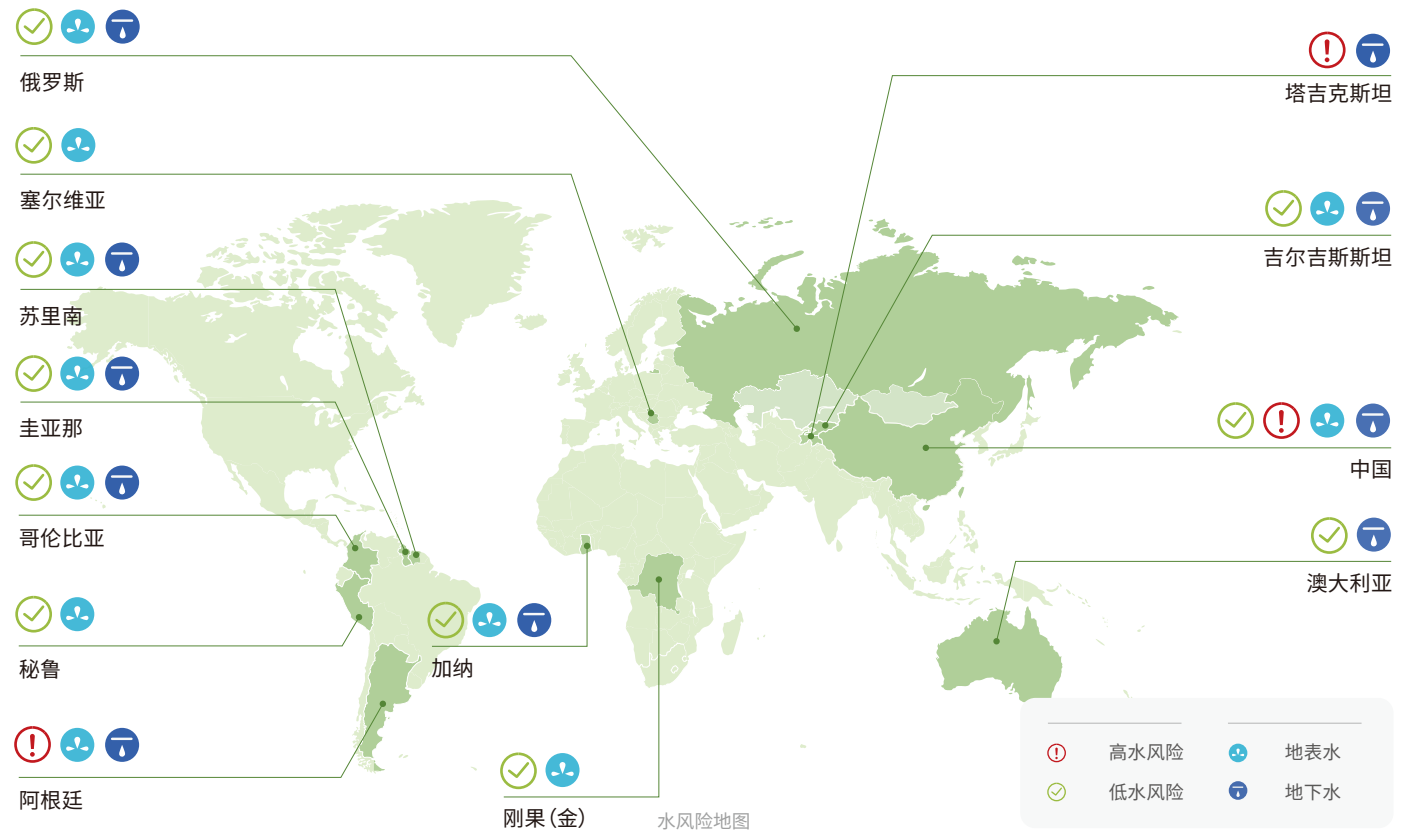 俄罗斯
塞尔维亚
苏里南
圭亚那
哥伦比亚
秘鲁
阿根廷
加纳
刚果（金）
塔吉克斯坦
吉尔吉斯斯坦
中国
澳大利亚
高水风险
地表水
低水风险
地下水
水风险地图